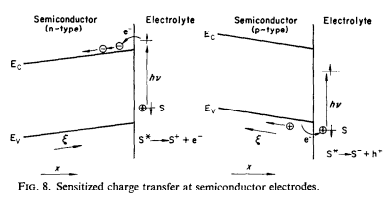 Semiconductor
(n-type)
Electrolyte
e⁻
⊖ ⊖
E_C
hν
⊕ S
E_V
ξ
S* → S⁺ + e⁻
x
Semiconductor
(p-type)
Electrolyte
E_C
hν
E_V
⊕
⊕ S
ξ
e⁻
S* → S⁻ + h⁺
x
FIG. 8. Sensitized charge transfer at semiconductor electrodes.